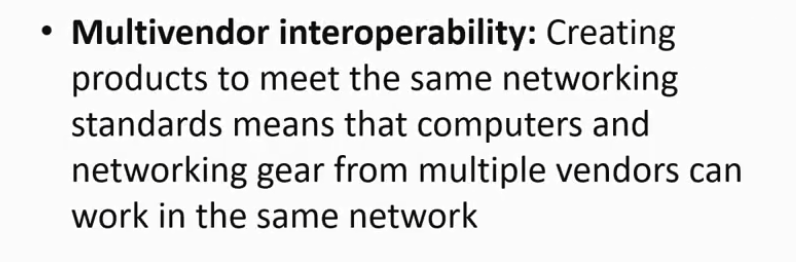 • Multivendor interoperability: Creating
products to meet the same networking
standards means that computers and
networking gear from multiple vendors can
work in the same network